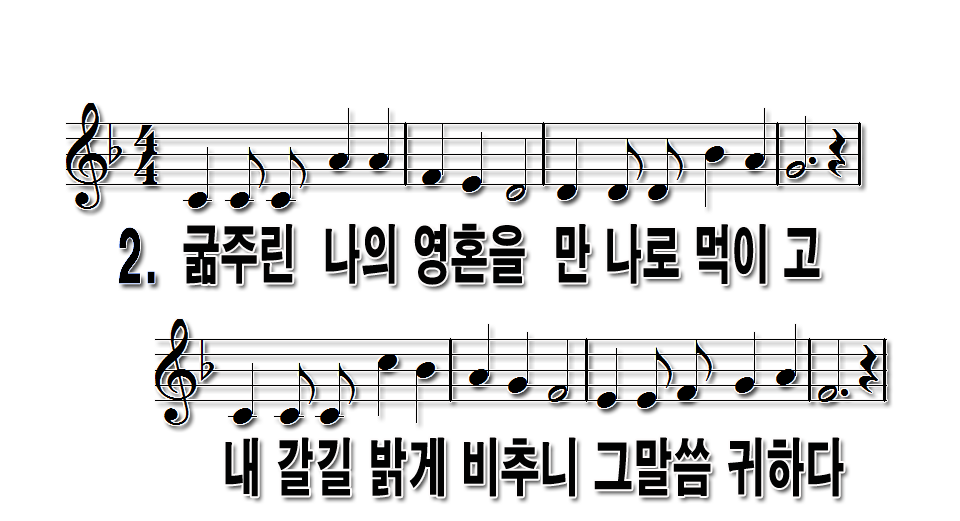 2. 굶주린 나의 영혼을 만 나로 먹이 고
내 갈길 밝게 비추니 그말씀 귀하다